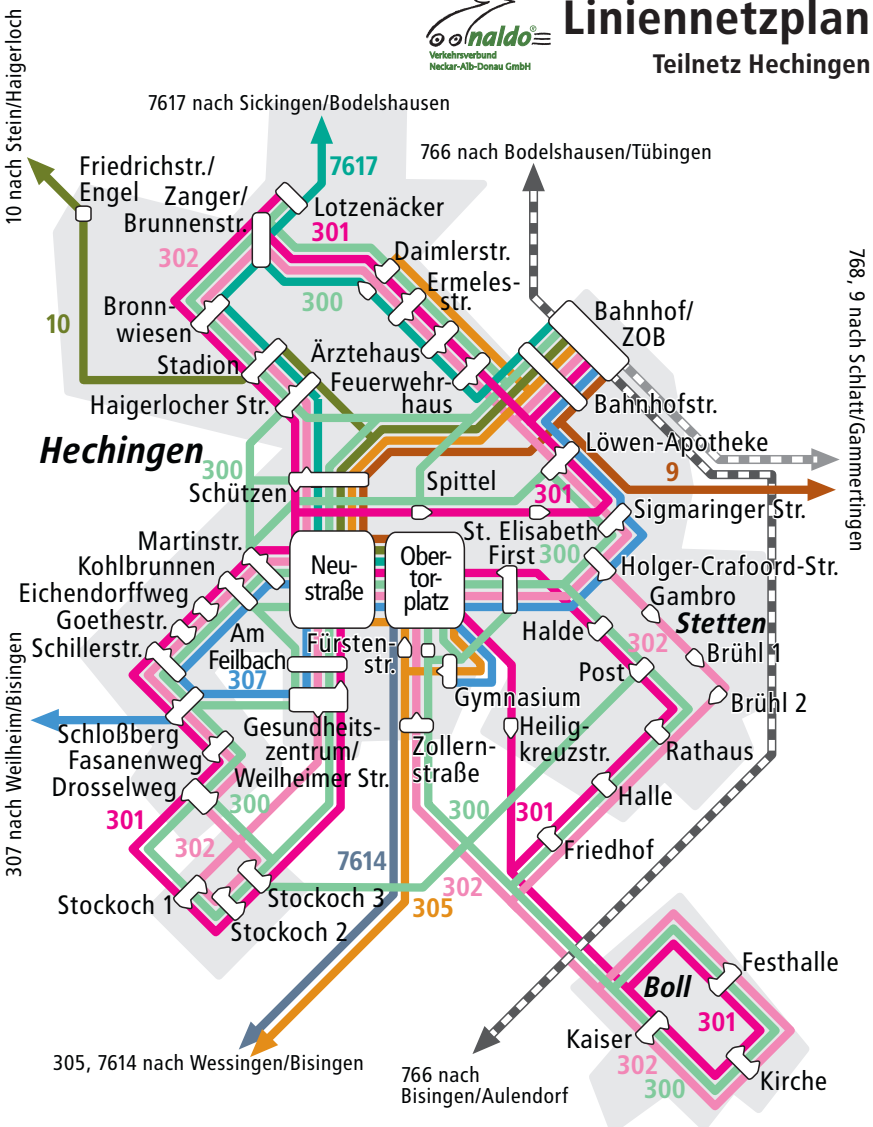 naldo®
Verkehrsverbund
Neckar-Alb-Donau GmbH
Liniennetzplan
Teilnetz Hechingen
10 nach Stein/Haigerloch
7617 nach Sickingen/Bodelshausen
7617
766 nach Bodelshausen/Tübingen
Friedrichstr./
Engel
Zanger/
Brunnenstr.
Lotzenäcker
301
302
Daimlerstr.
Ermeles-
str.
300
768, 9 nach Schlatt/Gammertingen
10
Bronn-
wiesen
Bahnhof/
ZOB
Stadion
Ärztehaus
Feuerwehr-
haus
Haigerlocher Str.
Bahnhofstr.
Hechingen
Löwen-Apotheke
300
9
Schützen
Spittel
301
Sigmaringer Str.
Martinstr.
St. Elisabeth
First
300
Kohlbrunnen
Neu-
straße
Ober-
tor-
platz
Holger-Crafoord-Str.
Eichendorffweg
Gambro
Goethestr.
Stetten
Schillerstr.
Am
Feilbach
Fürsten-
str.
Halde
302
Brühl 1
307
Post
Gymnasium
Brühl 2
307 nach Weilheim/Bisingen
Schloßberg
Gesundheits-
zentrum/
Weilheimer Str.
Heilig-
kreuzstr.
Fasanenweg
Zollern-
straße
Rathaus
Drosselweg
Halle
300
300
301
301
302
Friedhof
7614
302
Stockoch 1
Stockoch 3
305
Stockoch 2
Festhalle
Boll
301
Kaiser
302
300
Kirche
305, 7614 nach Wessingen/Bisingen
766 nach
Bisingen/Aulendorf